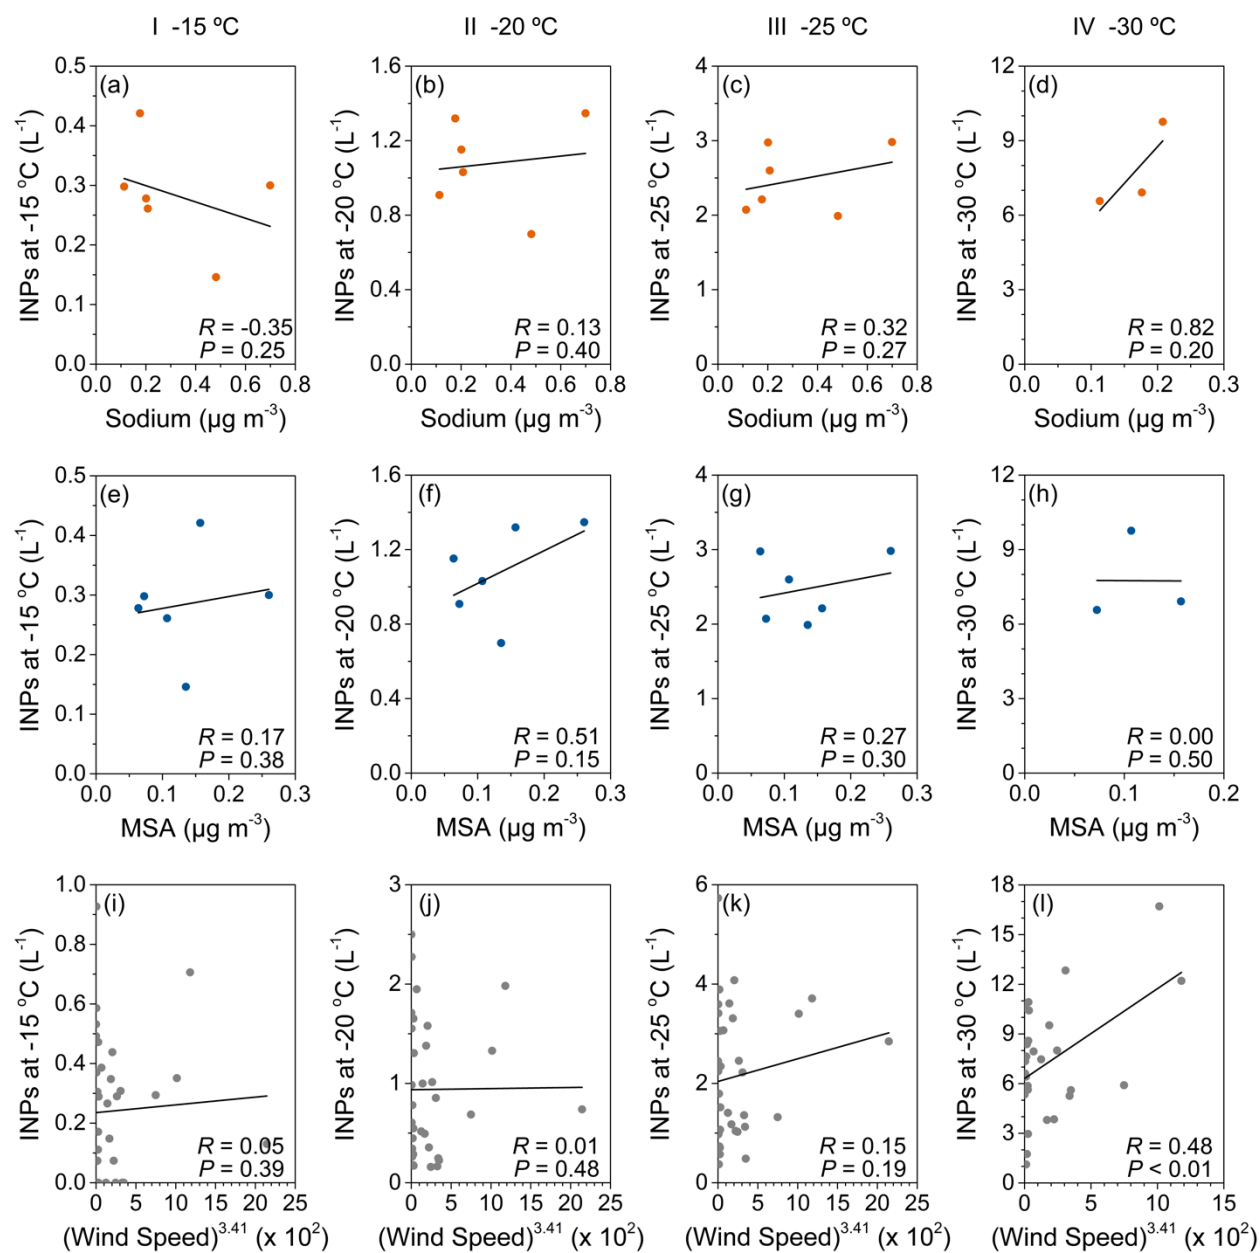 I -15 ºC
II -20 ºC
III -25 ºC
IV -30 ºC
(a)
INPs at -15 °C (L⁻¹)
0.5
0.4
0.3
0.2
0.1
0.0
R = -0.35
P = 0.25
0.0 0.2 0.4 0.6 0.8
Sodium (µg m⁻³)
(b)
INPs at -20 °C (L⁻¹)
1.6
1.2
0.8
0.4
0.0
R = 0.13
P = 0.40
0.0 0.2 0.4 0.6 0.8
Sodium (µg m⁻³)
(c)
INPs at -25 °C (L⁻¹)
4
3
2
1
0
R = 0.32
P = 0.27
0.0 0.2 0.4 0.6 0.8
Sodium (µg m⁻³)
(d)
INPs at -30 °C (L⁻¹)
12
9
6
3
0
R = 0.82
P = 0.20
0.0 0.1 0.2 0.3
Sodium (µg m⁻³)
(e)
INPs at -15 °C (L⁻¹)
0.5
0.4
0.3
0.2
0.1
0.0
R = 0.17
P = 0.38
0.0 0.1 0.2 0.3
MSA (µg m⁻³)
(f)
INPs at -20 °C (L⁻¹)
1.6
1.2
0.8
0.4
0.0
R = 0.51
P = 0.15
0.0 0.1 0.2 0.3
MSA (µg m⁻³)
(g)
INPs at -25 °C (L⁻¹)
4
3
2
1
0
R = 0.27
P = 0.30
0.0 0.1 0.2 0.3
MSA (µg m⁻³)
(h)
INPs at -30 °C (L⁻¹)
12
9
6
3
0
R = 0.00
P = 0.50
0.0 0.1 0.2
MSA (µg m⁻³)
(i)
INPs at -15 °C (L⁻¹)
1.0
0.8
0.6
0.4
0.2
0.0
R = 0.05
P = 0.39
0 5 10 15 20 25
(Wind Speed)³·⁴¹ (x 10²)
(j)
INPs at -20 °C (L⁻¹)
3
2
1
0
R = 0.01
P = 0.48
0 5 10 15 20 25
(Wind Speed)³·⁴¹ (x 10²)
(k)
INPs at -25 °C (L⁻¹)
6
5
4
3
2
1
0
R = 0.15
P = 0.19
0 5 10 15 20 25
(Wind Speed)³·⁴¹ (x 10²)
(l)
INPs at -30 °C (L⁻¹)
18
15
12
9
6
3
0
R = 0.48
P < 0.01
0 5 10 15
(Wind Speed)³·⁴¹ (x 10²)